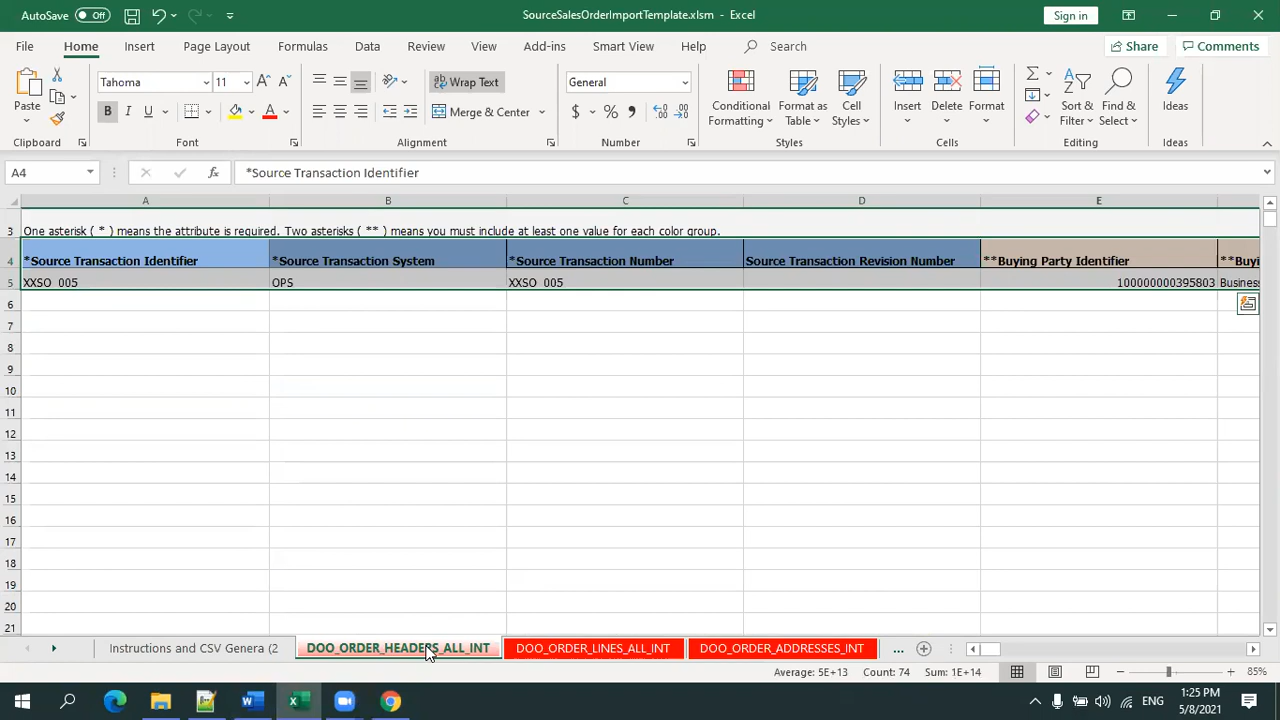 AutoSave Off SourceSalesOrderImportTemplate.xlsm - Excel Sign in
File Home Insert Page Layout Formulas Data Review View Add-ins Smart View Help Search Share Comments
Paste Tahoma 11 A^ A˅ Wrap Text General Conditional Formatting Format as Table Cell Styles Insert Delete Format Sort & Filter Find & Select Ideas
B I U A Merge & Center $ % ,
Clipboard Font Alignment Number Styles Cells Editing Ideas
A4 fx *Source Transaction Identifier
A B C D E
3 One asterisk ( * ) means the attribute is required. Two asterisks ( ** ) means you must include at least one value for each color group.
4 *Source Transaction Identifier *Source Transaction System *Source Transaction Number Source Transaction Revision Number **Buying Party Identifier **Buyi
5 XXSO_005 OPS XXSO_005 100000000395803 Business
6
7
8
9
10
11
12
13
14
15
16
17
18
19
20
21
Instructions and CSV Genera (2 DOO_ORDER_HEADERS_ALL_INT DOO_ORDER_LINES_ALL_INT DOO_ORDER_ADDRESSES_INT ...
Average: 5E+13 Count: 74 Sum: 1E+14 85%
ENG 1:25 PM
5/8/2021